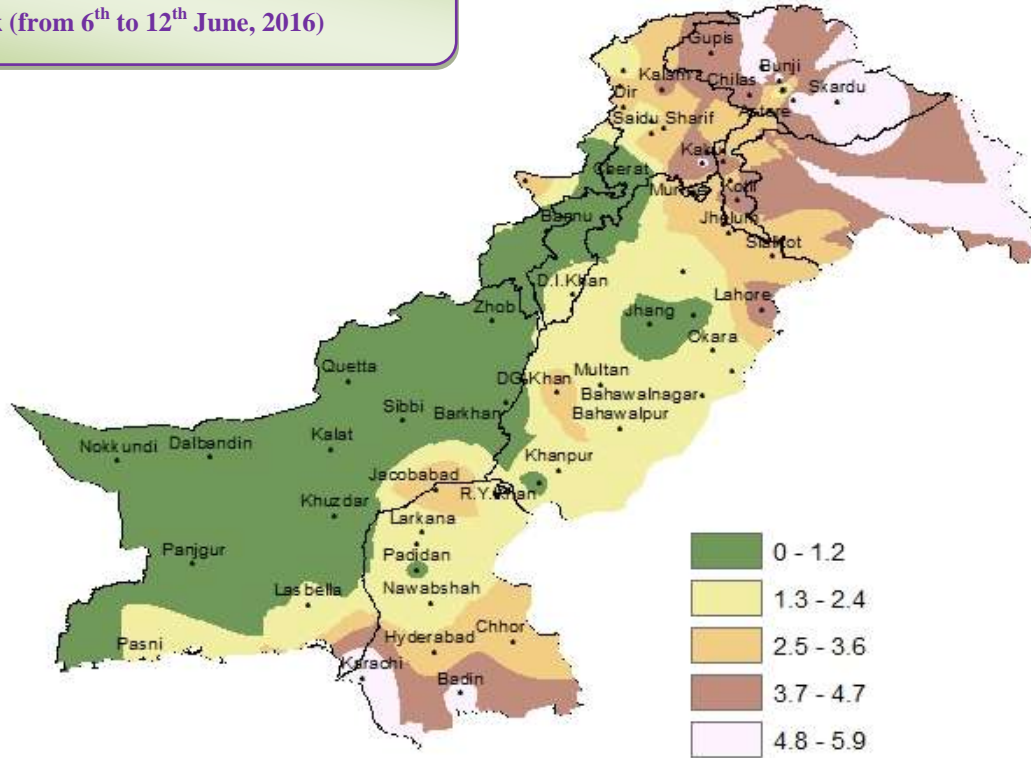 (from 6th to 12th June, 2016)
Gupis
Bunji
Kalam
Chilas
Skardu
Dir
Astore
Saidu Sharif
Kakul
Cherat
Murree
Kotli
Bannu
Jhelum
Sialkot
D.I.Khan
Zhob
Lahore
Jhang
Okara
Quetta
Multan
DG.Khan
Bahawalnagar
Sibbi
Barkhan
Bahawalpur
Kalat
Nokkundi
Dalbandin
Khanpur
Jacobabad
R.Y.Khan
Khuzdar
Larkana
Panjgur
Padidan
Lasbella
Nawabshah
Pasni
Hyderabad
Chhor
Karachi
Badin
0 - 1.2
1.3 - 2.4
2.5 - 3.6
3.7 - 4.7
4.8 - 5.9